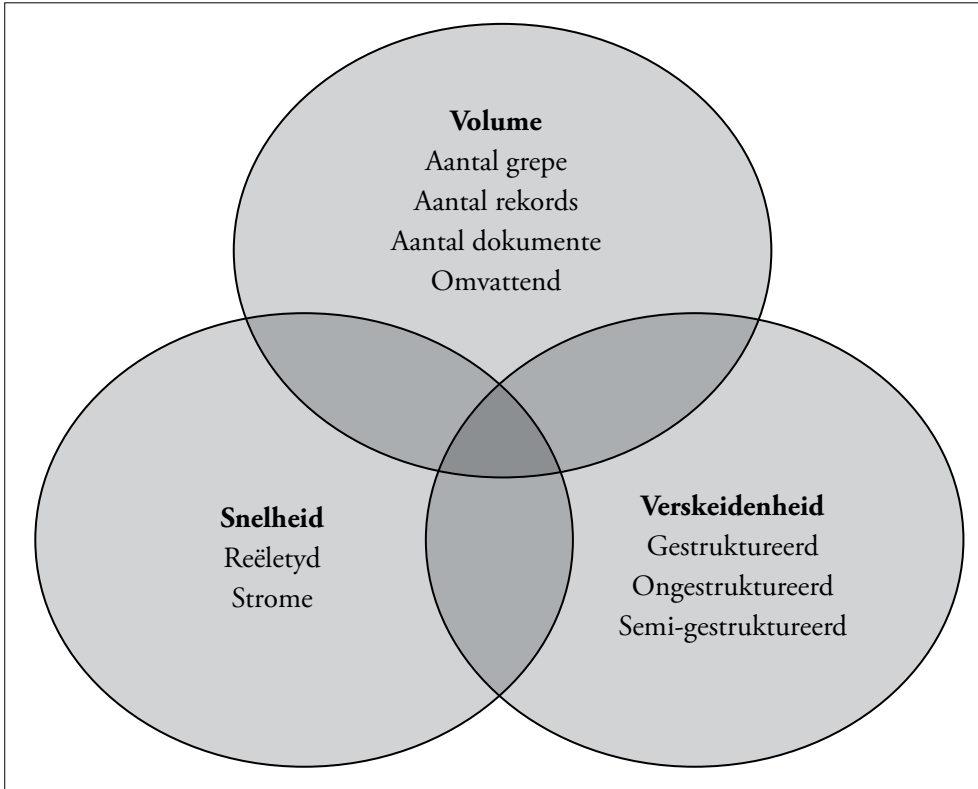 Volume
Aantal grepe
Aantal rekords
Aantal dokumente
Omvattend
Snelheid
Reëletyd
Strome
Verskeidenheid
Gestruktureerd
Ongestruktureerd
Semi-gestruktureerd